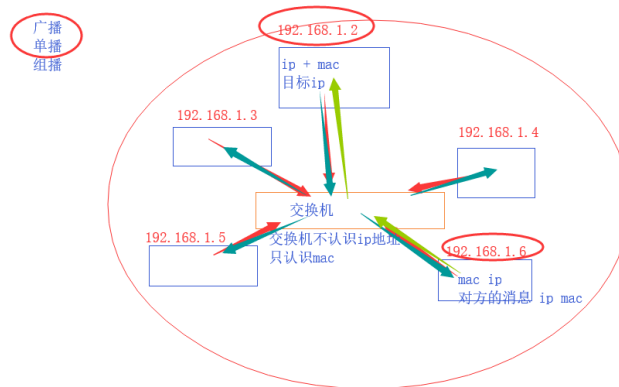 广播
单播
组播
192.168.1.2
ip + mac
目标ip
192.168.1.3
192.168.1.4
交换机
192.168.1.5
交换机不认识ip地址
只认识mac
192.168.1.6
mac ip
对方的消息 ip mac